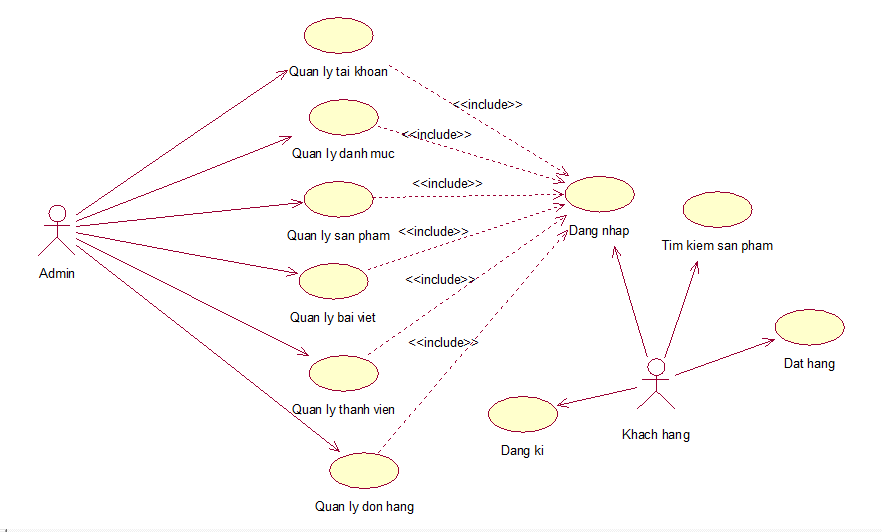 Quan ly tai khoan
<<include>>
<<include>>
Quan ly danh muc
<<include>>
Quan ly san pham
Dang nhap
Tim kiem san pham
<<include>>
Admin
Quan ly bai viet
<<include>>
<<include>>
Dat hang
Quan ly thanh vien
Khach hang
Dang ki
Quan ly don hang